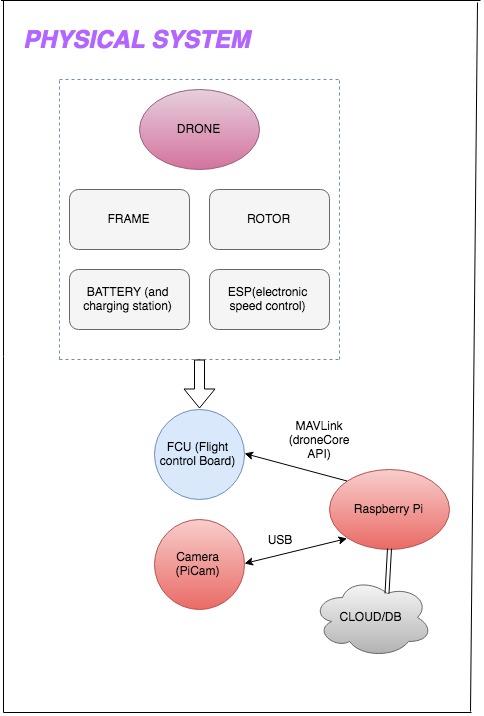 PHYSICAL SYSTEM
DRONE
FRAME
ROTOR
BATTERY (and
charging station)
ESP(electronic
speed control)
FCU (Flight
control Board)
MAVLink
(droneCore
API)
Raspberry Pi
USB
Camera
(PiCam)
CLOUD/DB